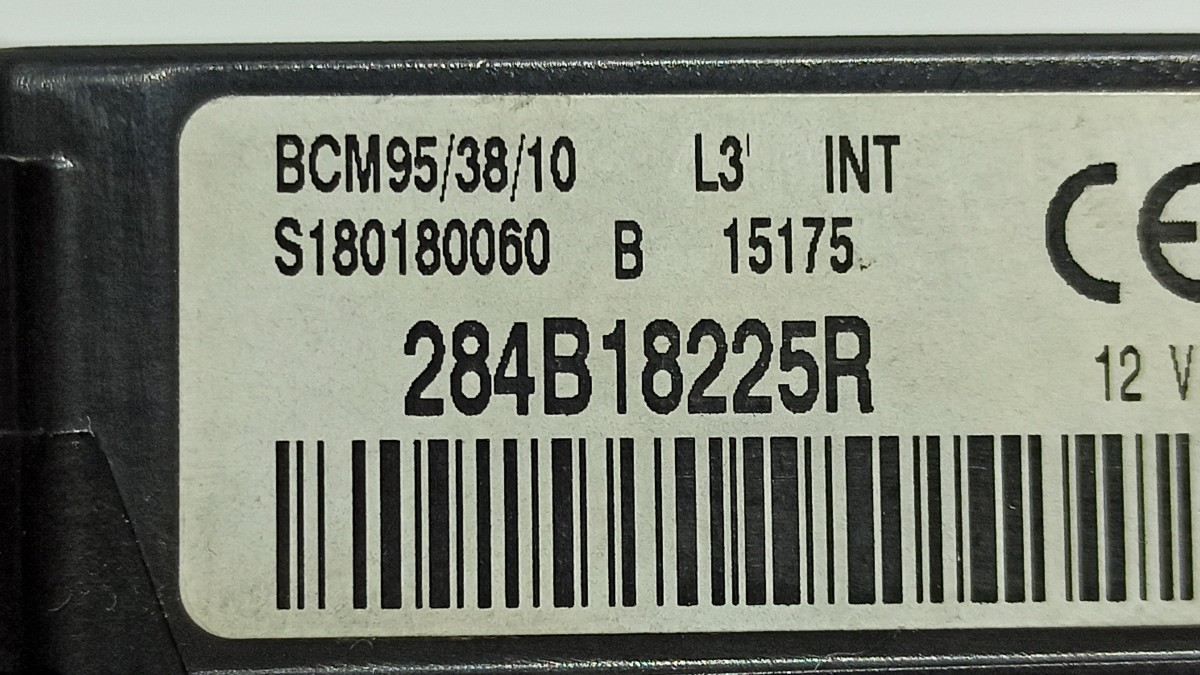 BCM95/38/10 L3' INT
S180180060 B 15175
CE
284B18225R
12 V